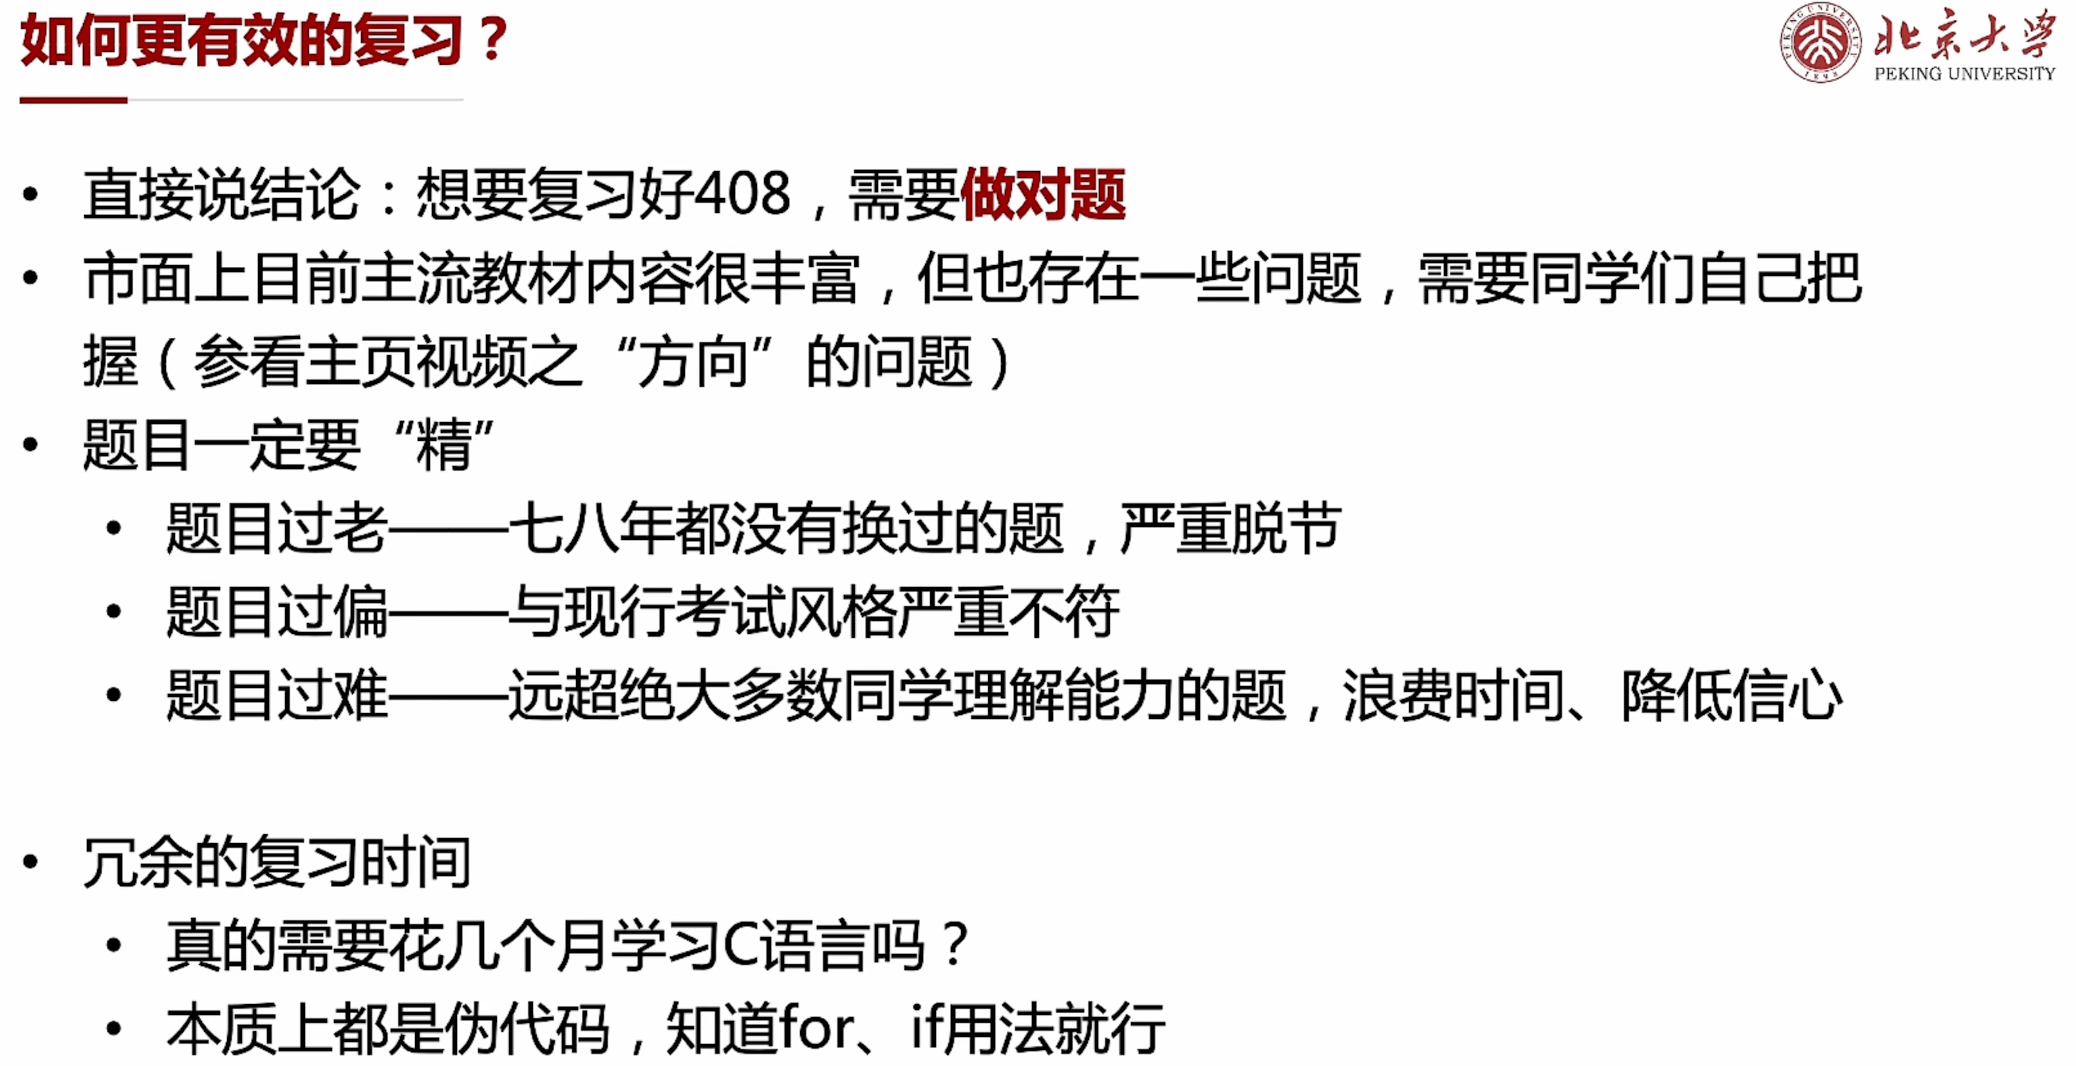 如何更有效的复习？
北京大学
PEKING UNIVERSITY
PEKING UNIVERSITY
1898
• 直接说结论：想要复习好408，需要做对题
• 市面上目前主流教材内容很丰富，但也存在一些问题，需要同学们自己把
握（参看主页视频之“方向”的问题）
• 题目一定要“精”
• 题目过老——七八年都没有换过的题，严重脱节
• 题目过偏——与现行考试风格严重不符
• 题目过难——远超绝大多数同学理解能力的题，浪费时间、降低信心
• 冗余的复习时间
• 真的需要花几个月学习C语言吗？
• 本质上都是伪代码，知道for、if用法就行